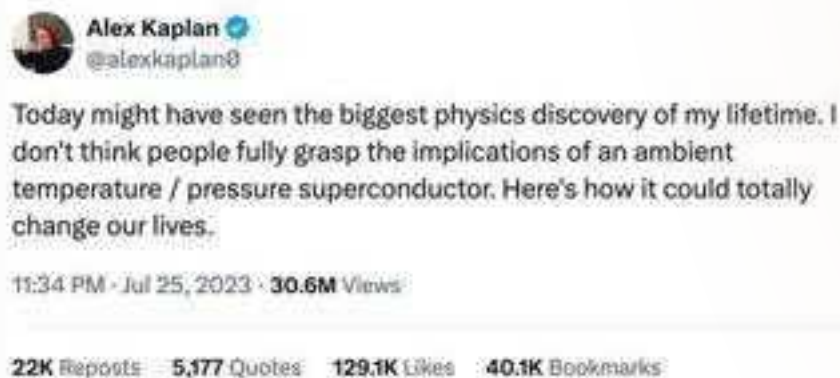 Alex Kaplan
@alexkaplan0
Today might have seen the biggest physics discovery of my lifetime. I
don't think people fully grasp the implications of an ambient
temperature / pressure superconductor. Here's how it could totally
change our lives.
11:34 PM · Jul 25, 2023 · 30.6M Views
22K Reposts 5,177 Quotes 129.1K Likes 40.1K Bookmarks